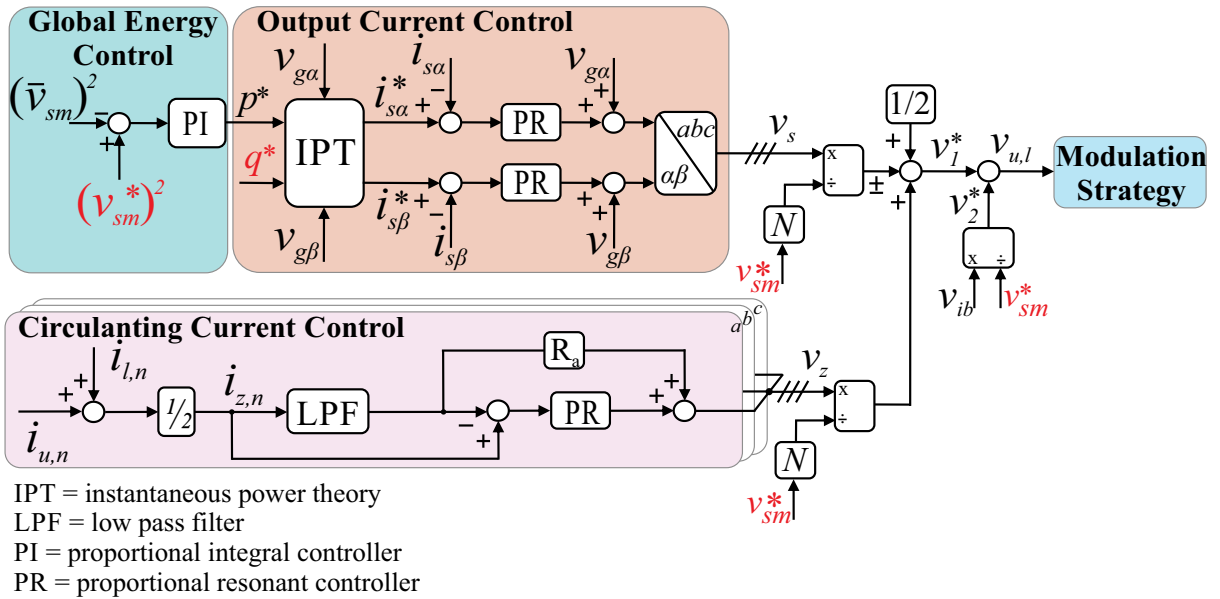 Global Energy
Control
(v̄sm)²
−
+
(v*sm)²
PI
p*
q*
Output Current Control
vgα
vgβ
IPT
i*sα
i*sβ
isα
isβ
+ −
+ −
PR
PR
vgα
vgβ
+ +
+ +
abc
αβ
vs
x
÷
N
v*sm
±
1/2
+
+
v*1
vu,l
v*2
x ÷
vib
v*sm
Modulation
Strategy
Circulanting Current Control
a b c
il,n
+ +
iu,n
1/2
iz,n
LPF
− +
Ra
PR
+ +
vz
x
÷
N
v*sm
IPT = instantaneous power theory
LPF = low pass filter
PI = proportional integral controller
PR = proportional resonant controller